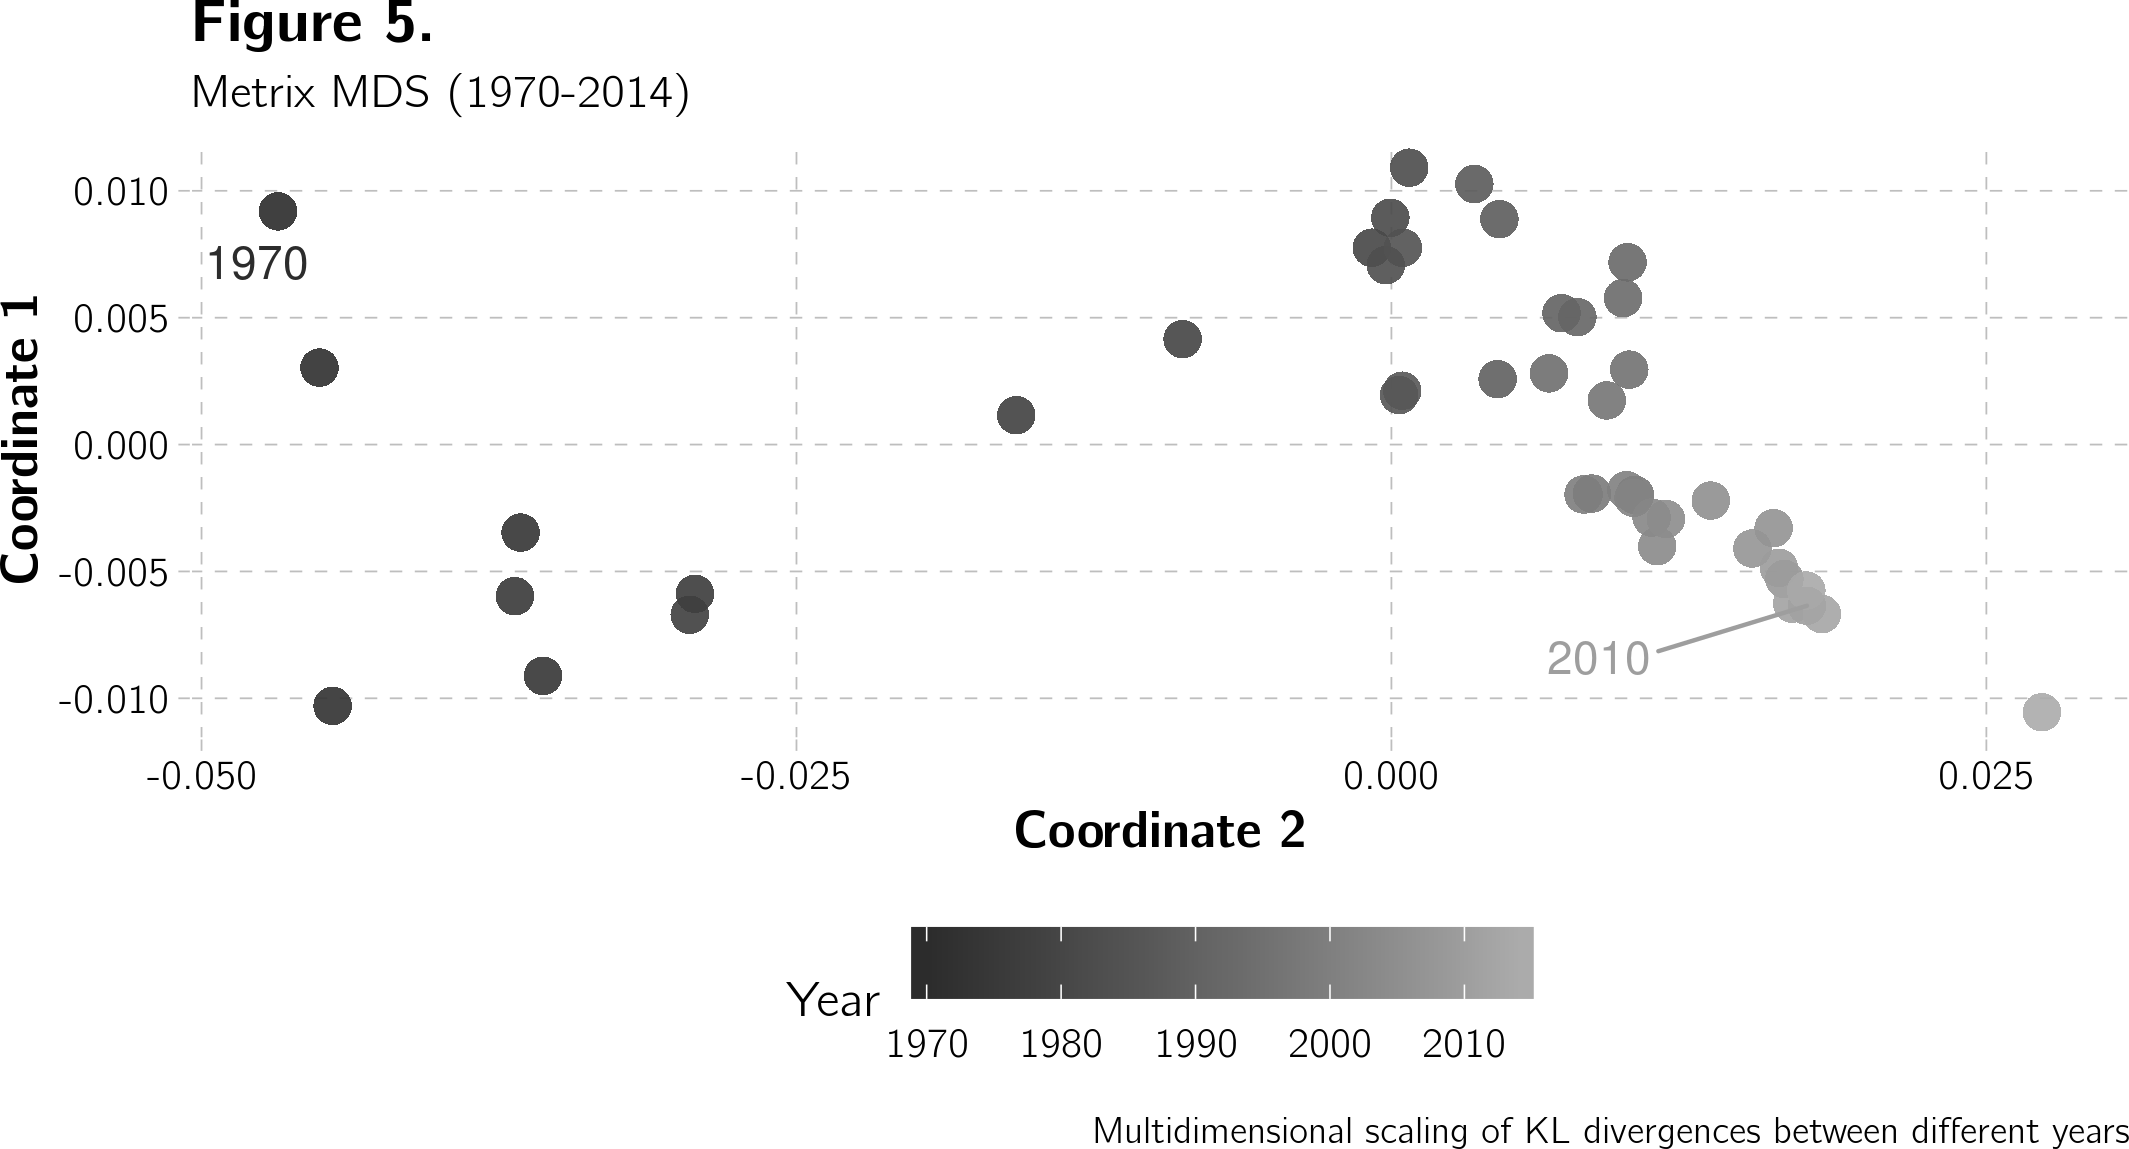 Figure 5.
Metrix MDS (1970-2014)
0.010
0.005
0.000
-0.005
-0.010
Coordinate 1
1970
2010
-0.050 -0.025 0.000 0.025
Coordinate 2
Year
1970 1980 1990 2000 2010
Multidimensional scaling of KL divergences between different years